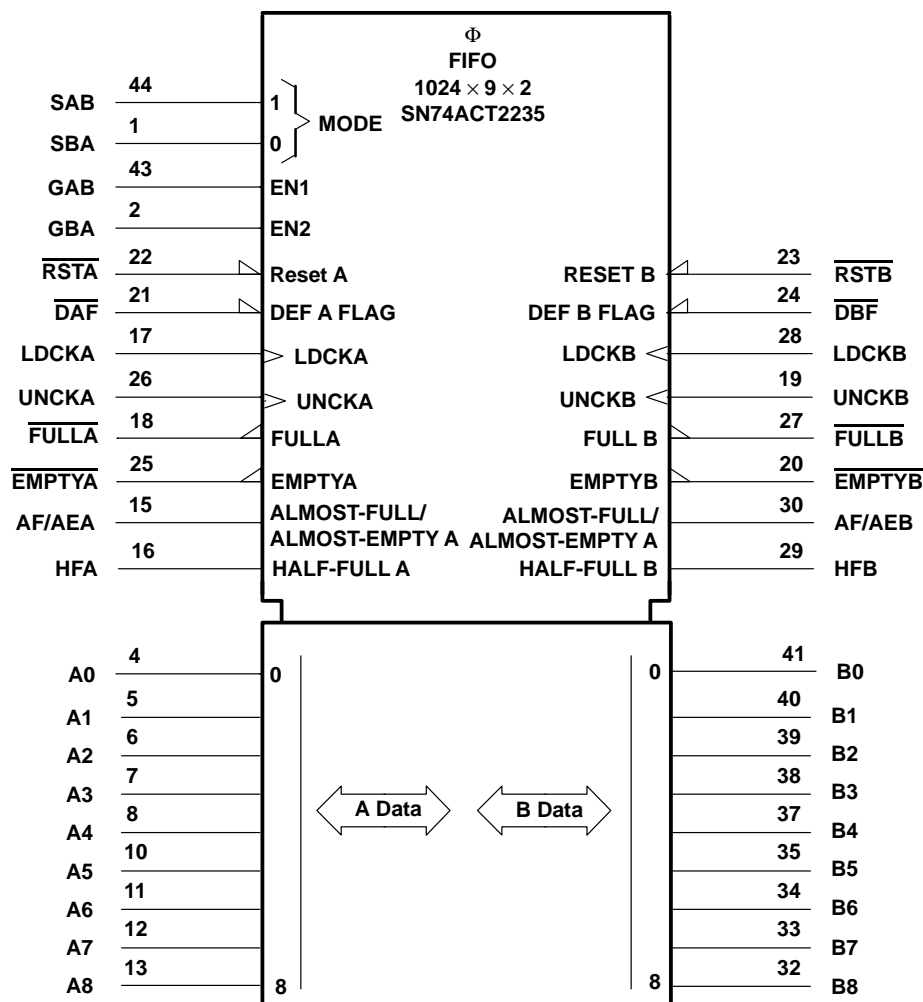 Φ
FIFO
1024 × 9 × 2
SN74ACT2235
SAB 44 1
SBA 1 0
MODE
GAB 43 EN1
GBA 2 EN2
RSTA 22 Reset A RESET B 23 RSTB
DAF 21 DEF A FLAG DEF B FLAG 24 DBF
LDCKA 17 LDCKA LDCKB 28 LDCKB
UNCKA 26 UNCKA UNCKB 19 UNCKB
FULLA 18 FULLA FULL B 27 FULLB
EMPTYA 25 EMPTYA EMPTYB 20 EMPTYB
AF/AEA 15 ALMOST-FULL/ ALMOST-FULL/ 30 AF/AEB
ALMOST-EMPTY A ALMOST-EMPTY A
HFA 16 HALF-FULL A HALF-FULL B 29 HFB
A0 4 0 0 41 B0
A1 5 40 B1
A2 6 39 B2
A3 7 38 B3
A Data B Data
A4 8 37 B4
A5 10 35 B5
A6 11 34 B6
A7 12 33 B7
A8 13 8 8 32 B8